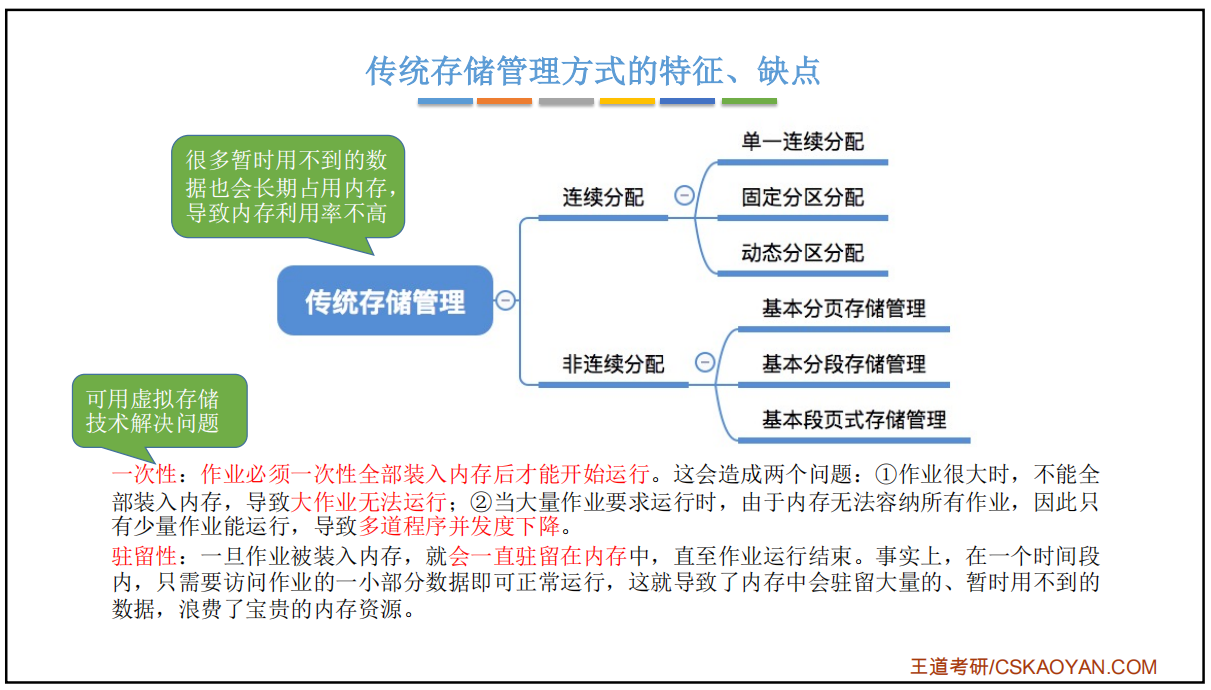 传统存储管理方式的特征、缺点
很多暂时用不到的数
据也会长期占用内存，
导致内存利用率不高
传统存储管理
连续分配
单一连续分配
固定分区分配
动态分区分配
非连续分配
基本分页存储管理
基本分段存储管理
基本段页式存储管理
可用虚拟存储
技术解决问题
一次性：作业必须一次性全部装入内存后才能开始运行。这会造成两个问题：①作业很大时，不能全
部装入内存，导致大作业无法运行；②当大量作业要求运行时，由于内存无法容纳所有作业，因此只
有少量作业能运行，导致多道程序并发度下降。
驻留性：一旦作业被装入内存，就会一直驻留在内存中，直至作业运行结束。事实上，在一个时间段
内，只需要访问作业的一小部分数据即可正常运行，这就导致了内存中会驻留大量的、暂时用不到的
数据，浪费了宝贵的内存资源。
王道考研/CSKAOYAN.COM